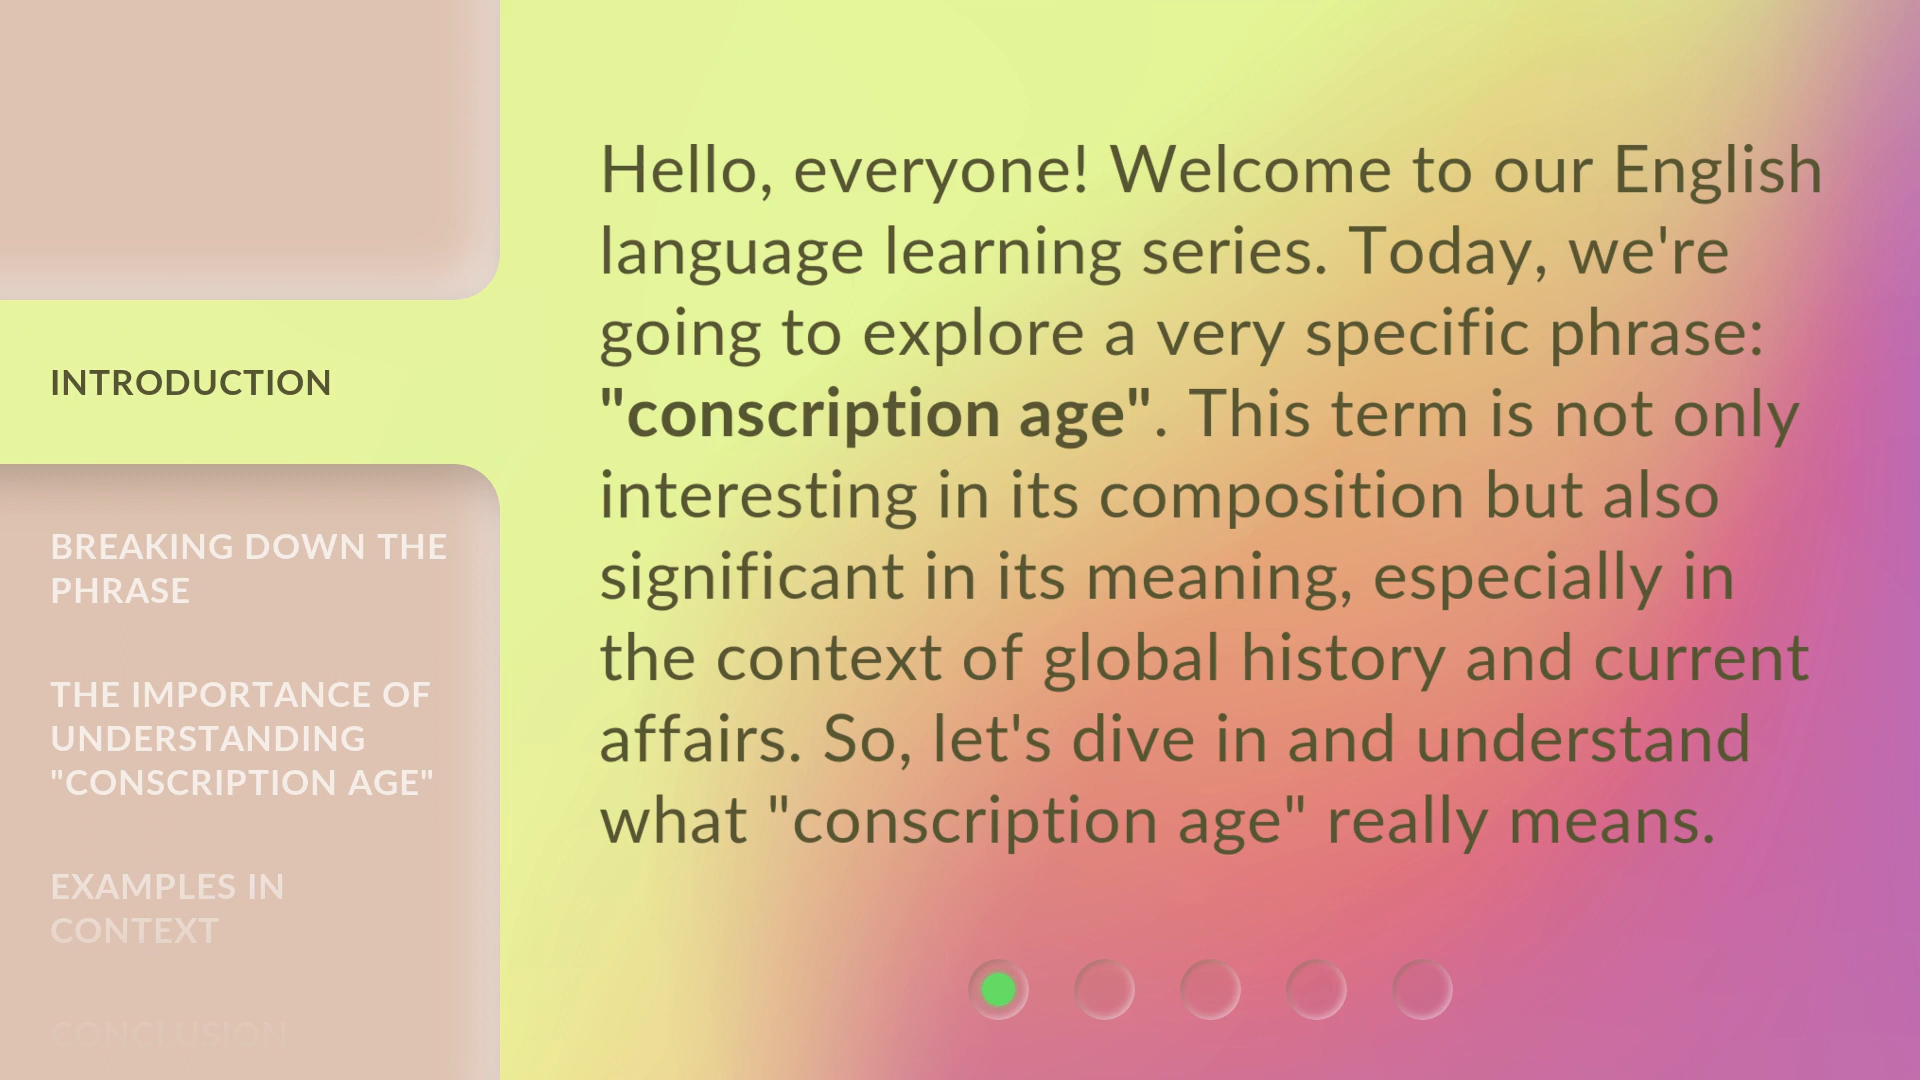 INTRODUCTION
BREAKING DOWN THE
PHRASE
THE IMPORTANCE OF
UNDERSTANDING
"CONSCRIPTION AGE"
EXAMPLES IN
CONTEXT
CONCLUSION
Hello, everyone! Welcome to our English
language learning series. Today, we're
going to explore a very specific phrase:
"conscription age". This term is not only
interesting in its composition but also
significant in its meaning, especially in
the context of global history and current
affairs. So, let's dive in and understand
what "conscription age" really means.